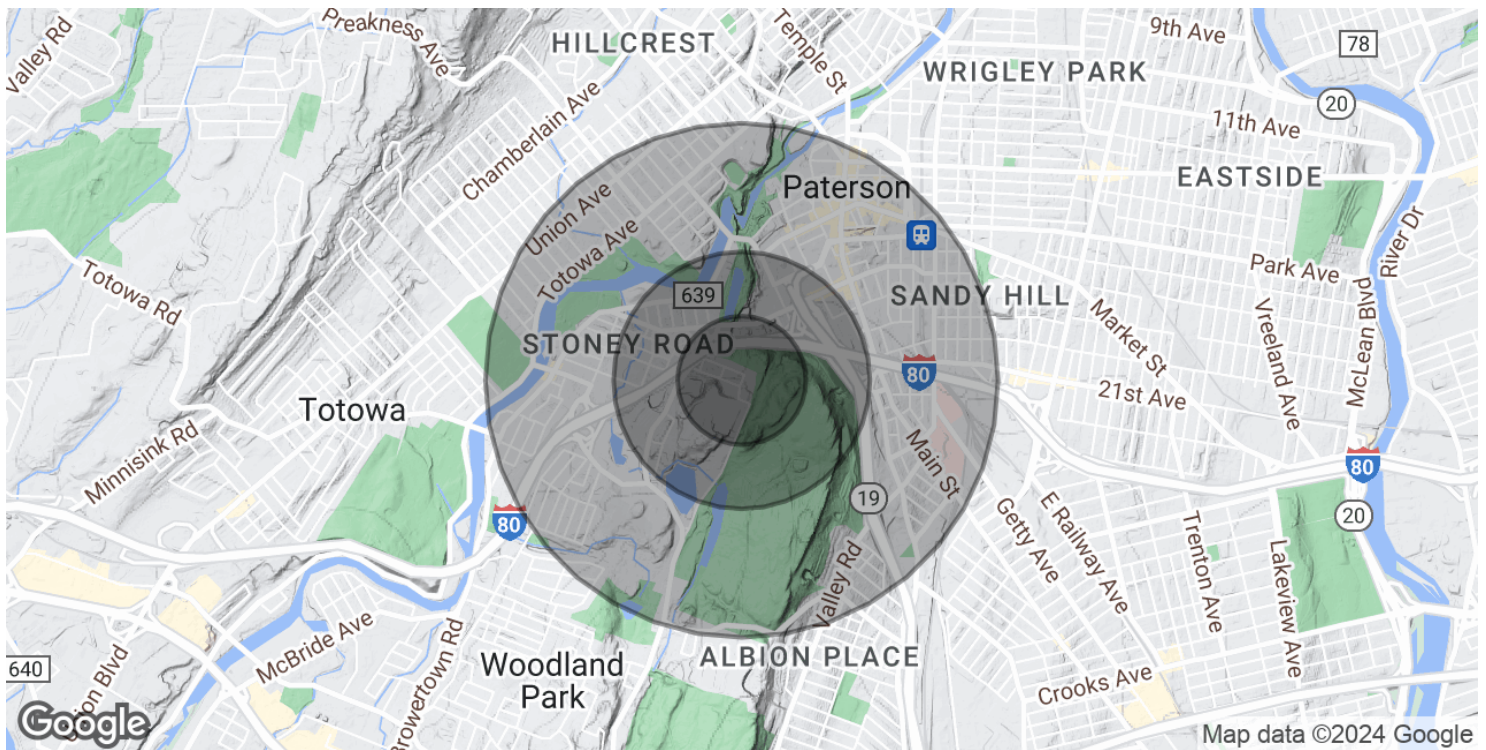 Valley Rd
Preakness Ave
HILLCREST
Temple St
9th Ave
78
WRIGLEY PARK
20
11th Ave
Chamberlain Ave
Paterson
EASTSIDE
Union Ave
Totowa Ave
River Dr
Park Ave
Totowa Rd
639
SANDY HILL
McLean Blvd
Vreeland Ave
Market St
STONEY ROAD
80
21st Ave
Totowa
Minnisink Rd
Main St
80
19
20
80
Getty Ave
E Railway Ave
Trenton Ave
Lakeview Ave
Valley Rd
McBride Ave
Browertown Rd
640
Union Blvd
Woodland
Park
ALBION PLACE
Crooks Ave
Google
Map data ©2024 Google